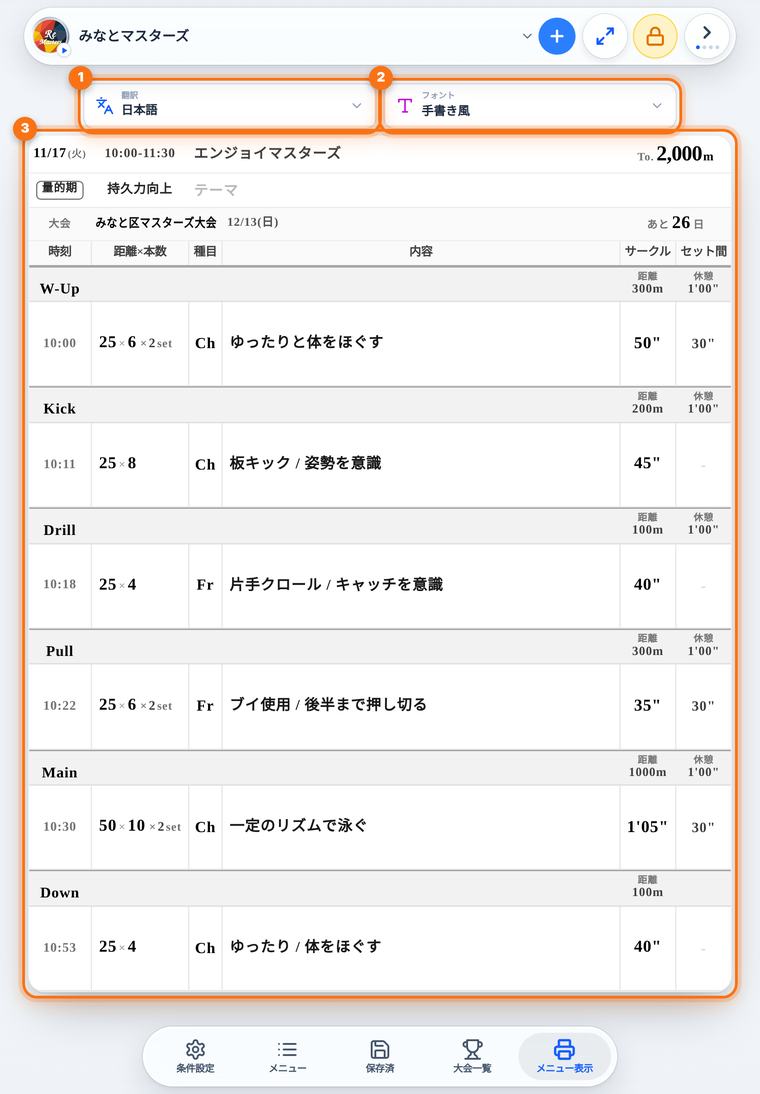 Re
Masters
みなとマスターズ
1
2
翻訳
日本語
フォント
手書き風
3
11/17(火) 10:00-11:30 エンジョイマスターズ To. 2,000m
量的期 持久力向上 テーマ
大会 みなと区マスターズ大会 12/13(日) あと 26 日
時刻 距離×本数 種目 内容 サークル セット間
W-Up 距離 300m 休憩 1'00"
10:00 25×6×2set Ch ゆったりと体をほぐす 50" 30"
Kick 距離 200m 休憩 1'00"
10:11 25×8 Ch 板キック / 姿勢を意識 45" -
Drill 距離 100m 休憩 1'00"
10:18 25×4 Fr 片手クロール / キャッチを意識 40" -
Pull 距離 300m 休憩 1'00"
10:22 25×6×2set Fr ブイ使用 / 後半まで押し切る 35" 30"
Main 距離 1000m 休憩 1'00"
10:30 50×10×2set Ch 一定のリズムで泳ぐ 1'05" 30"
Down 距離 100m
10:53 25×4 Ch ゆったり / 体をほぐす 40" -
条件設定 メニュー 保存済 大会一覧 メニュー表示